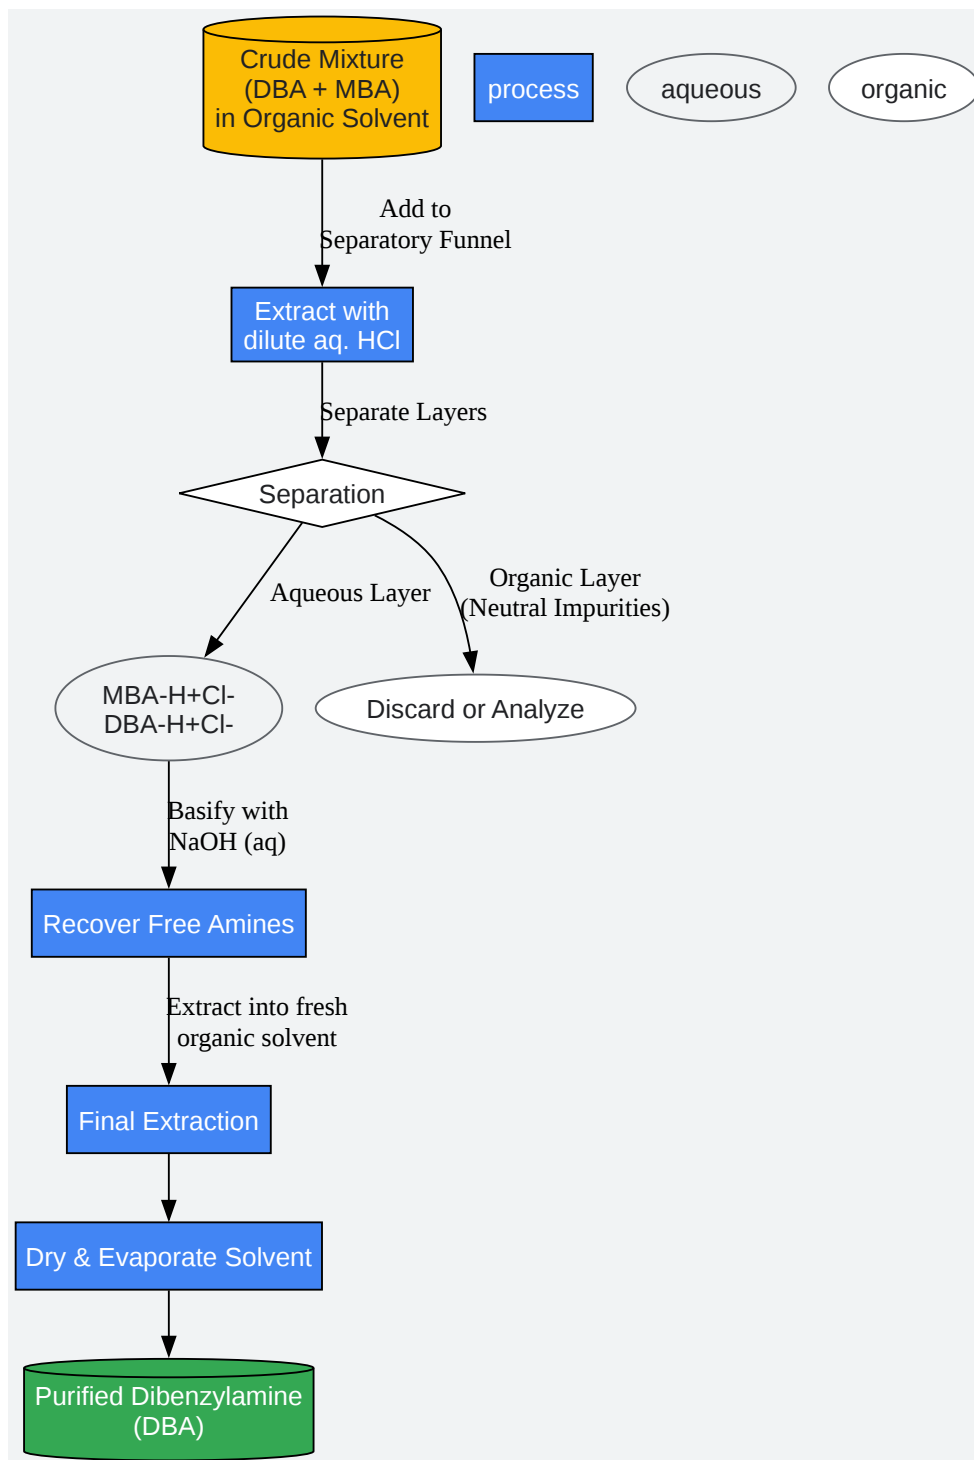 Crude Mixture
(DBA + MBA)
in Organic Solvent
process
aqueous
organic
Add to
Separatory Funnel
Extract with
dilute aq. HCl
Separate Layers
Separation
Aqueous Layer
Organic Layer
(Neutral Impurities)
MBA-H+Cl-
DBA-H+Cl-
Discard or Analyze
Basify with
NaOH (aq)
Recover Free Amines
Extract into fresh
organic solvent
Final Extraction
Dry & Evaporate Solvent
Purified Dibenzylamine
(DBA)